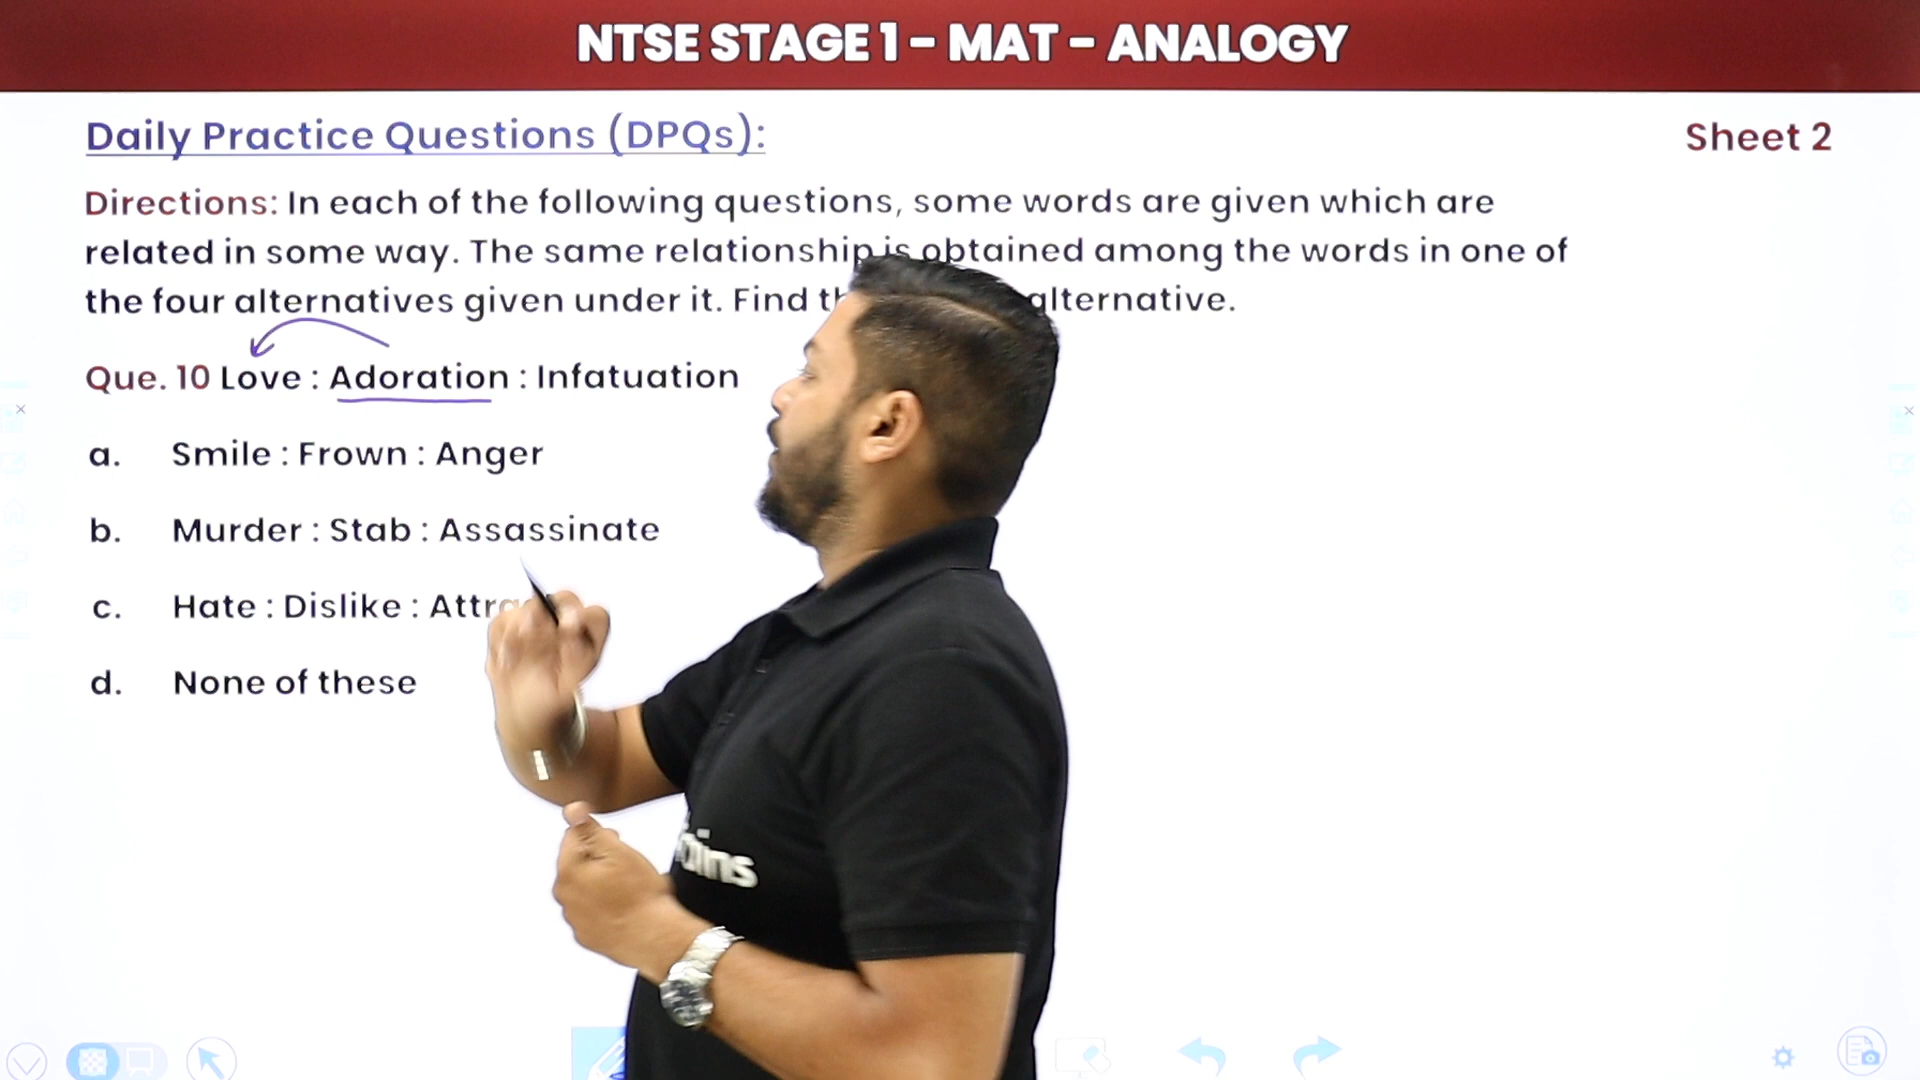 NTSE STAGE 1 - MAT - ANALOGY
Daily Practice Questions (DPQs):
Sheet 2
Directions: In each of the following questions, some words are given which are
related in some way. The same relationship is obtained among the words in one of
the four alternatives given under it. Find alternative.
Que. 10 Love : Adoration : Infatuation
a. Smile : Frown : Anger
b. Murder : Stab : Assassinate
c. Hate : Dislike :
d. None of these